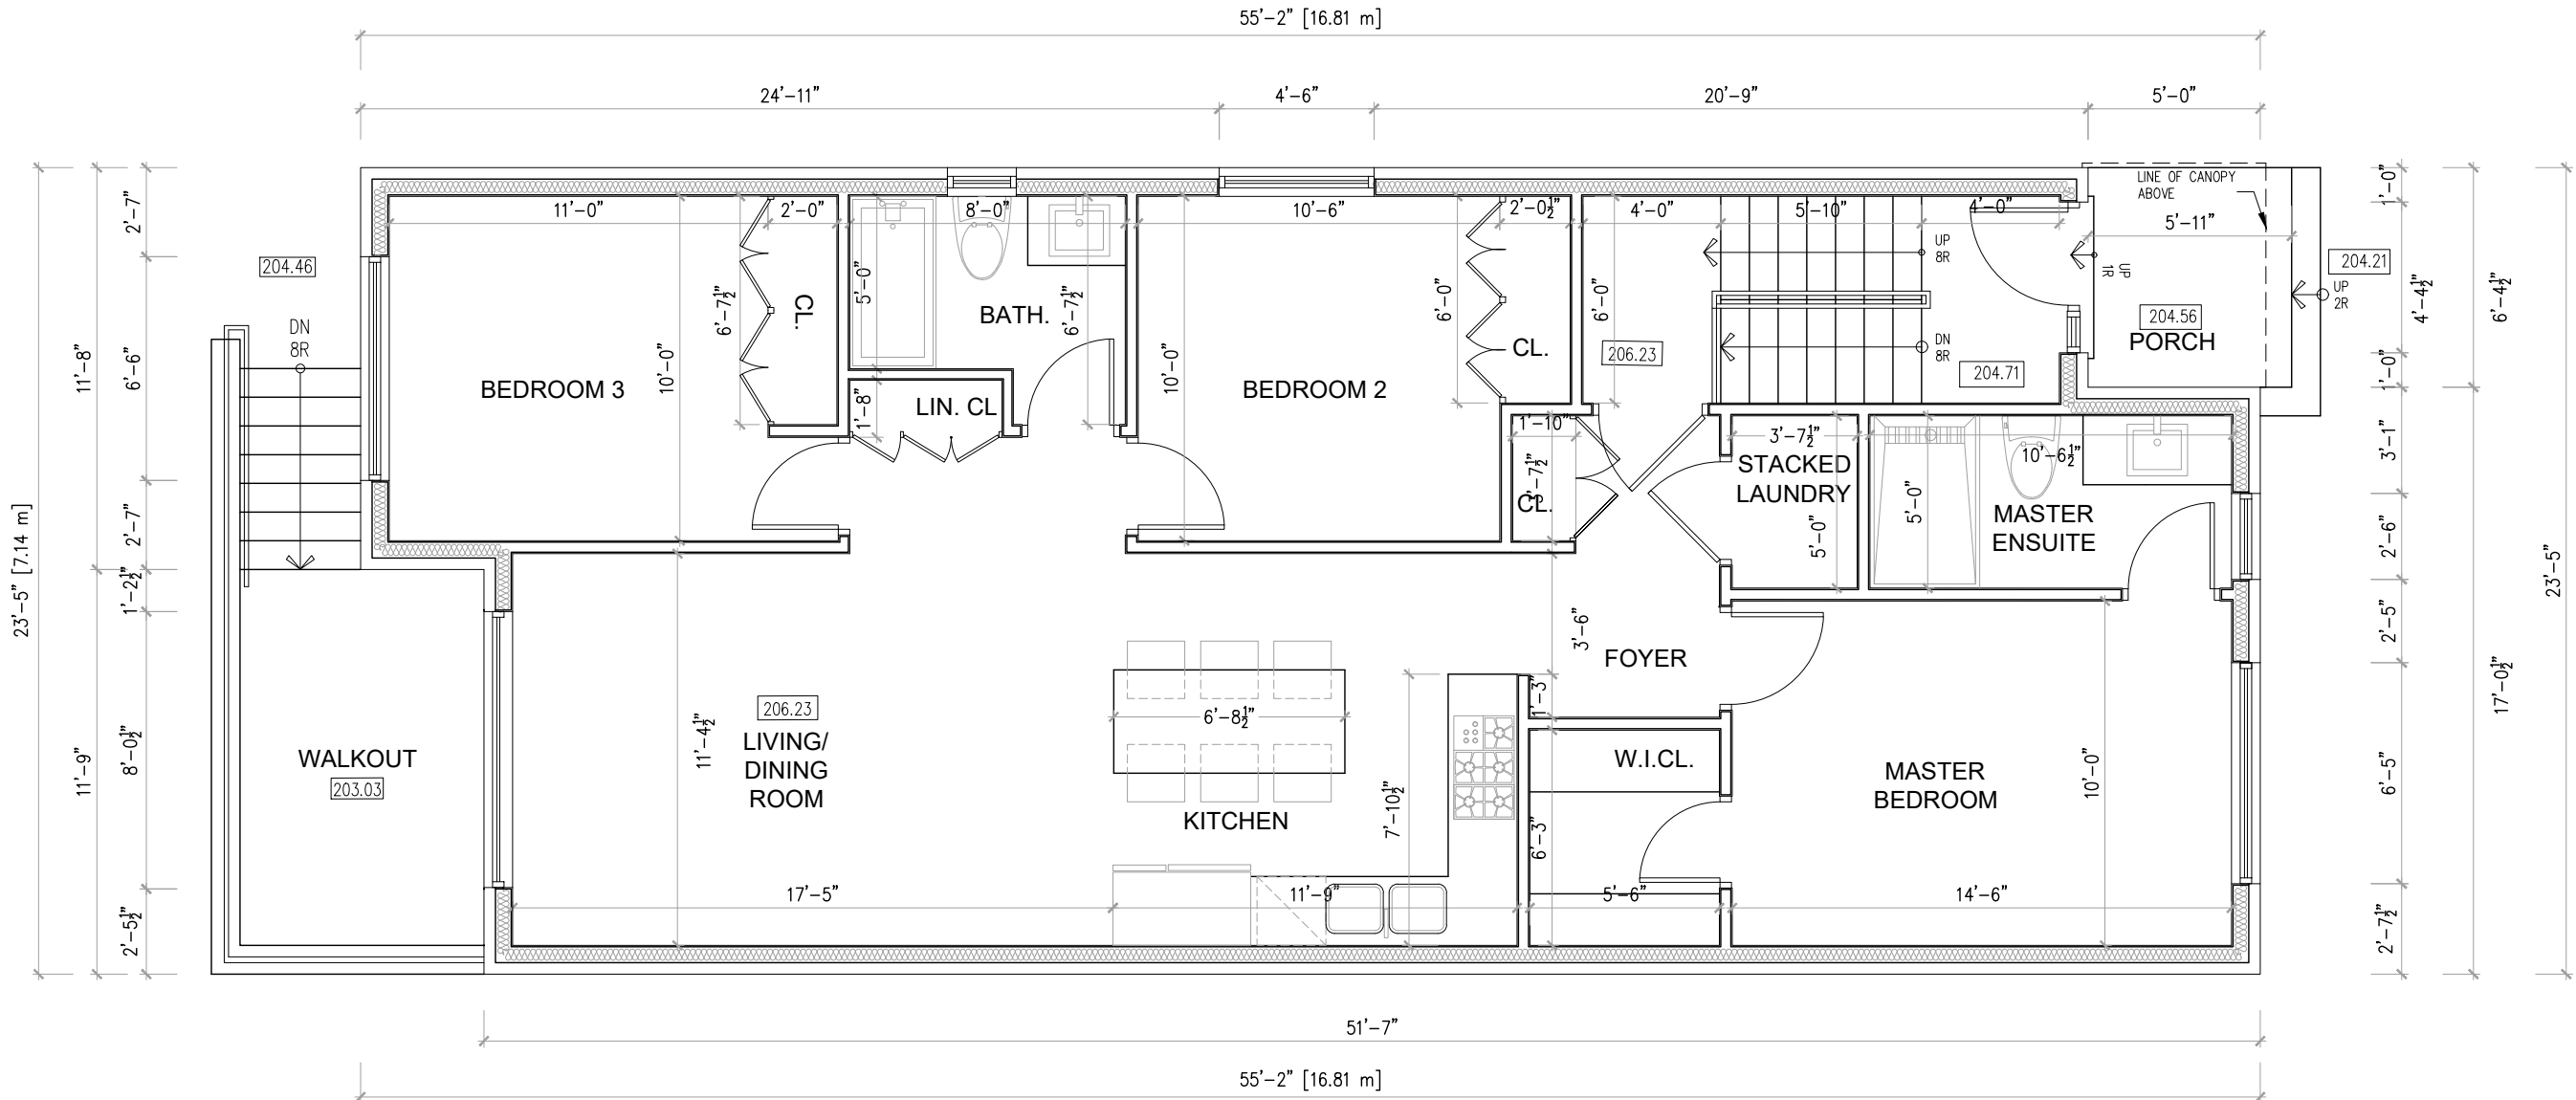 55'-2" [16.81 m]
24'-11"
4'-6"
20'-9"
5'-0"
LINE OF CANOPY
ABOVE
1'-0"
2'-7"
11'-0"
2'-0"
8'-0"
10'-6"
2'-0½"
4'-0"
5'-10"
4'-0"
5'-11"
204.46
UP
8R
UP
1R
204.21
UP
2R
4'-4½"
6'-4½"
5'-0"
6'-7½"
CL.
BATH.
6'-7½"
6'-0"
6'-0"
204.56
PORCH
DN
8R
DN
8R
206.23
204.71
CL.
11'-8"
6'-6"
10'-0"
10'-0"
BEDROOM 3
BEDROOM 2
1'-0"
LIN. CL
1'-8"
1'-10"
3'-7½"
3'-7½"
CL.
STACKED
LAUNDRY
5'-0"
5'-0"
10'-6½"
MASTER
ENSUITE
3'-1"
2'-7"
2'-6"
23'-5" [7.14 m]
23'-5"
1'-2½"
3'-6"
2'-5"
FOYER
17'-0½"
206.23
LIVING/
DINING
ROOM
11'-4½"
6'-8½"
1'-3"
WALKOUT
203.03
8'-0½"
11'-9"
KITCHEN
7'-10½"
W.I.CL.
6'-3"
MASTER
BEDROOM
10'-0"
6'-5"
17'-5"
11'-9"
5'-6"
14'-6"
2'-5½"
2'-7½"
51'-7"
55'-2" [16.81 m]